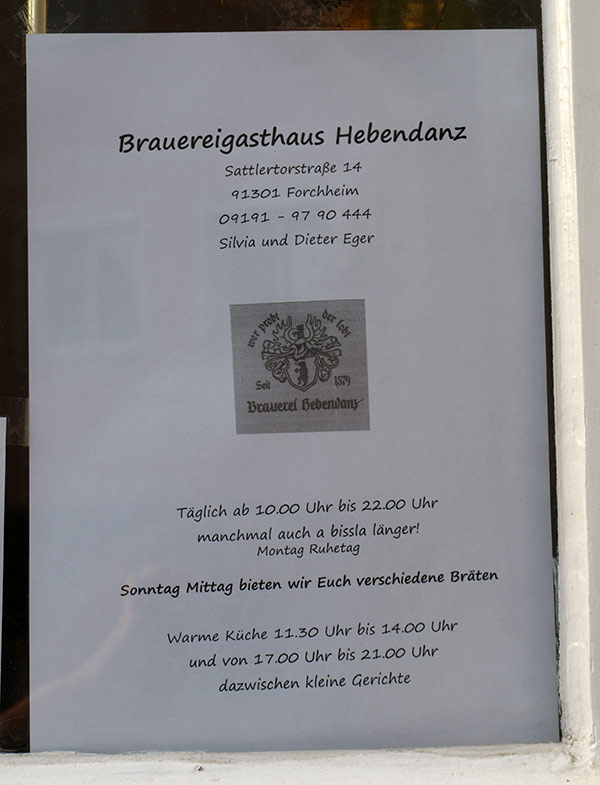 Brauereigasthaus Hebendanz
Sattlertorstraße 14
91301 Forchheim
09191 - 97 90 444
Silvia und Dieter Eger
wer probt der lobt
Seit 1579
Brauerei Hebendanz
Täglich ab 10.00 Uhr bis 22.00 Uhr
manchmal auch a bissla länger!
Montag Ruhetag
Sonntag Mittag bieten wir Euch verschiedene Bräten
Warme Küche 11.30 Uhr bis 14.00 Uhr
und von 17.00 Uhr bis 21.00 Uhr
dazwischen kleine Gerichte